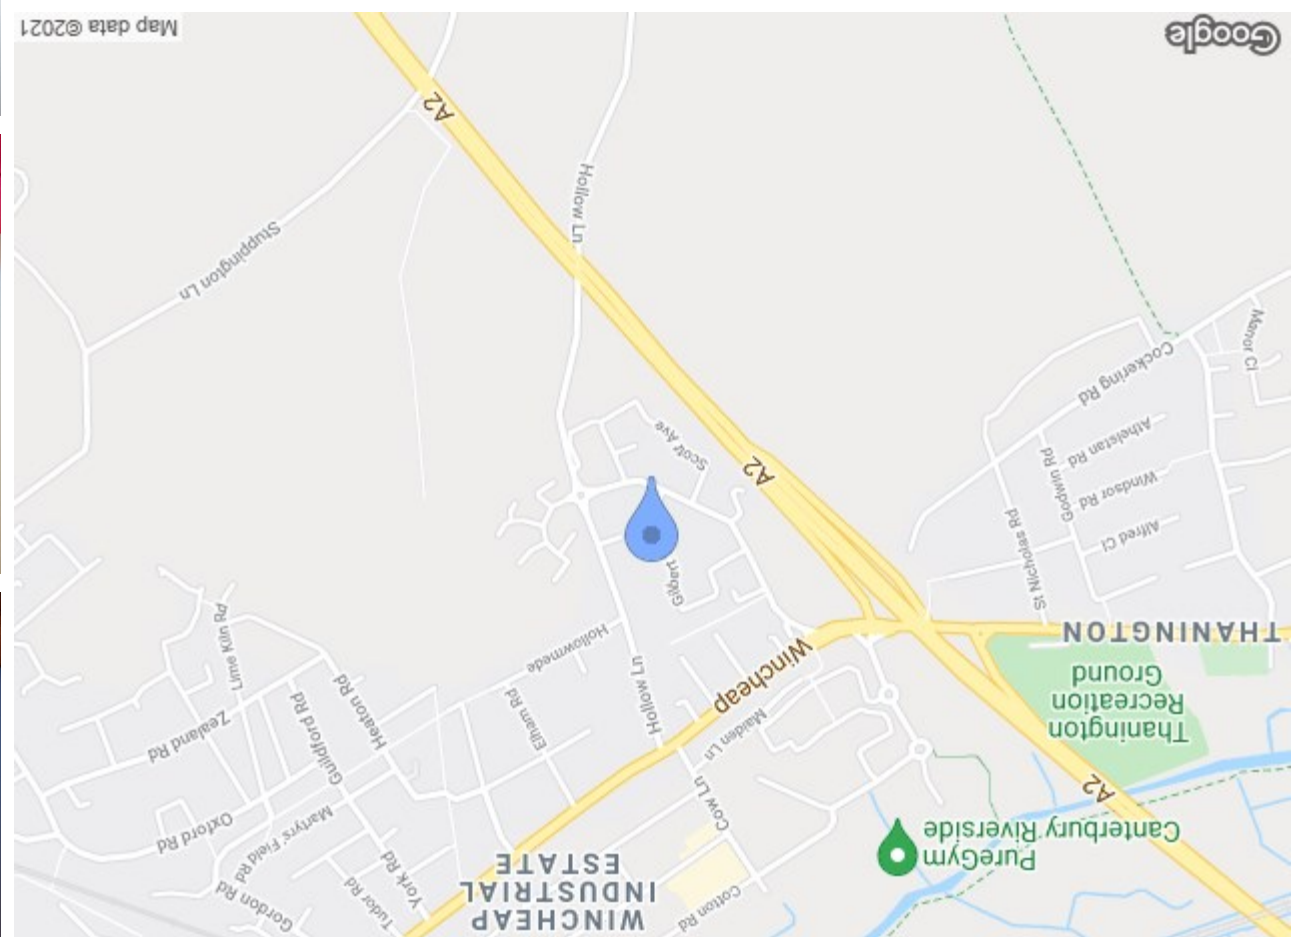 WINCHEAP
INDUSTRIAL
ESTATE
Cotton Rd
Gordon Rd
Tudor Rd
York Rd
Martyrs' Field Rd
Oxford Rd
PureGym
Canterbury Riverside
Cow Ln
A2
Zealand Rd
Guildford Rd
Heaton Rd
Elham Rd
Maiden Ln
Hollow Ln
Wincheap
Thanington
Recreation
Ground
THANINGTON
Lime Kiln Rd
Hollowmede
St Nicholas Rd
Alfred Cl
Windsor Rd
Godwin Rd
Athelstan Rd
A2
Scott Ave
Cockering Rd
Manor Cl
Stuppington Ln
Hollow Ln
A2
Google
Map data ©2021